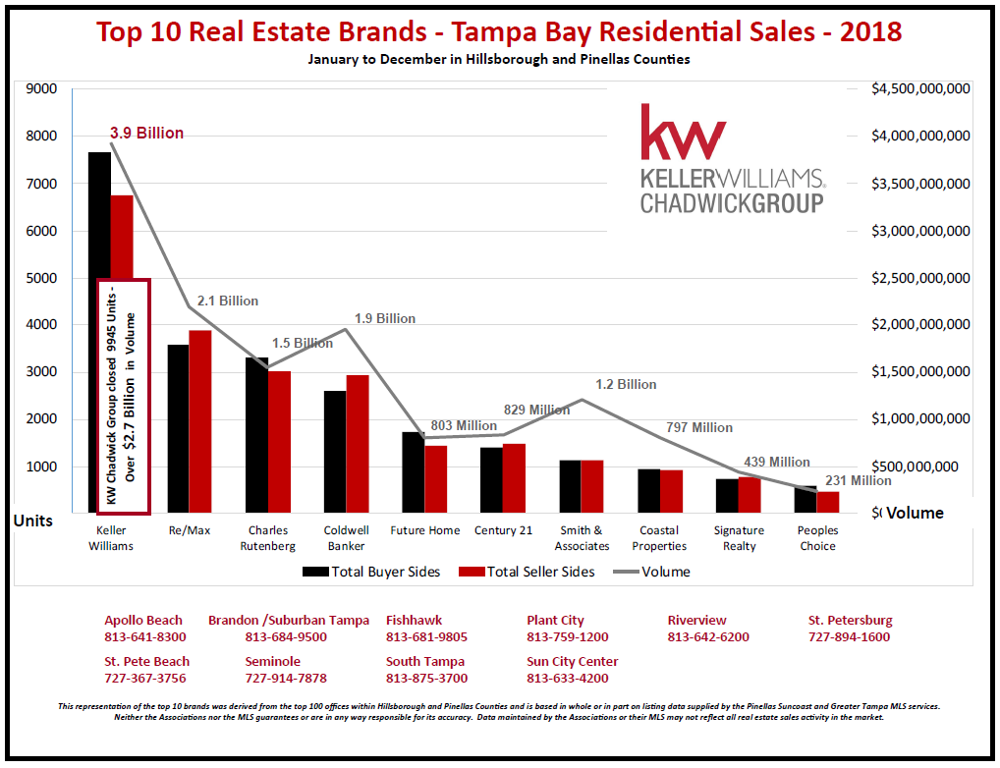 Top 10 Real Estate Brands - Tampa Bay Residential Sales - 2018
January to December in Hillsborough and Pinellas Counties
9000
8000
7000
6000
5000
4000
3000
2000
1000
Units
$4,500,000,000
$4,000,000,000
$3,500,000,000
$3,000,000,000
$2,500,000,000
$2,000,000,000
$1,500,000,000
$1,000,000,000
$500,000,000
$( Volume
kw
KELLERWILLIAMS®
CHADWICKGROUP
3.9 Billion
2.1 Billion
1.5 Billion
1.9 Billion
803 Million
829 Million
1.2 Billion
797 Million
439 Million
231 Million
KW Chadwick Group closed 9945 Units -
Over $2.7 Billion in Volume
Keller
Williams
Re/Max
Charles
Rutenberg
Coldwell
Banker
Future Home
Century 21
Smith &
Associates
Coastal
Properties
Signature
Realty
Peoples
Choice
Total Buyer Sides Total Seller Sides Volume
Apollo Beach Brandon /Suburban Tampa Fishhawk Plant City Riverview St. Petersburg
813-641-8300 813-684-9500 813-681-9805 813-759-1200 813-642-6200 727-894-1600
St. Pete Beach Seminole South Tampa Sun City Center
727-367-3756 727-914-7878 813-875-3700 813-633-4200
This representation of the top 10 brands was derived from the top 100 offices within Hillsborough and Pinellas Counties and is based in whole or in part on listing data supplied by the Pinellas Suncoast and Greater Tampa MLS services.
Neither the Associations nor the MLS guarantees or are in any way responsible for its accuracy. Data maintained by the Associations or their MLS may not reflect all real estate sales activity in the market.